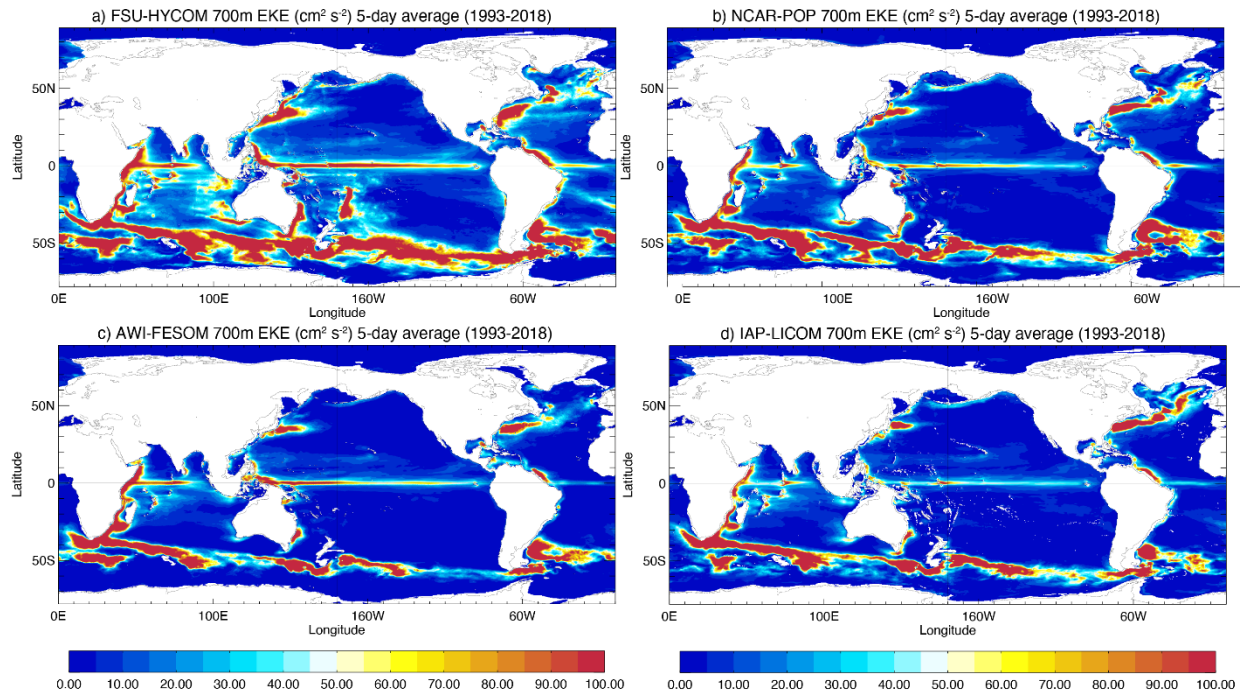 a) FSU-HYCOM 700m EKE (cm² s⁻²) 5-day average (1993-2018)
b) NCAR-POP 700m EKE (cm² s⁻²) 5-day average (1993-2018)
Latitude
50N
0
50S
0E
100E
160W
60W
Longitude
Latitude
50N
0
50S
0E
100E
160W
60W
Longitude
c) AWI-FESOM 700m EKE (cm² s⁻²) 5-day average (1993-2018)
d) IAP-LICOM 700m EKE (cm² s⁻²) 5-day average (1993-2018)
Latitude
50N
0
50S
0E
100E
160W
60W
Longitude
Latitude
50N
0
50S
0E
100E
160W
60W
Longitude
0.00 10.00 20.00 30.00 40.00 50.00 60.00 70.00 80.00 90.00 100.00
0.00 10.00 20.00 30.00 40.00 50.00 60.00 70.00 80.00 90.00 100.00